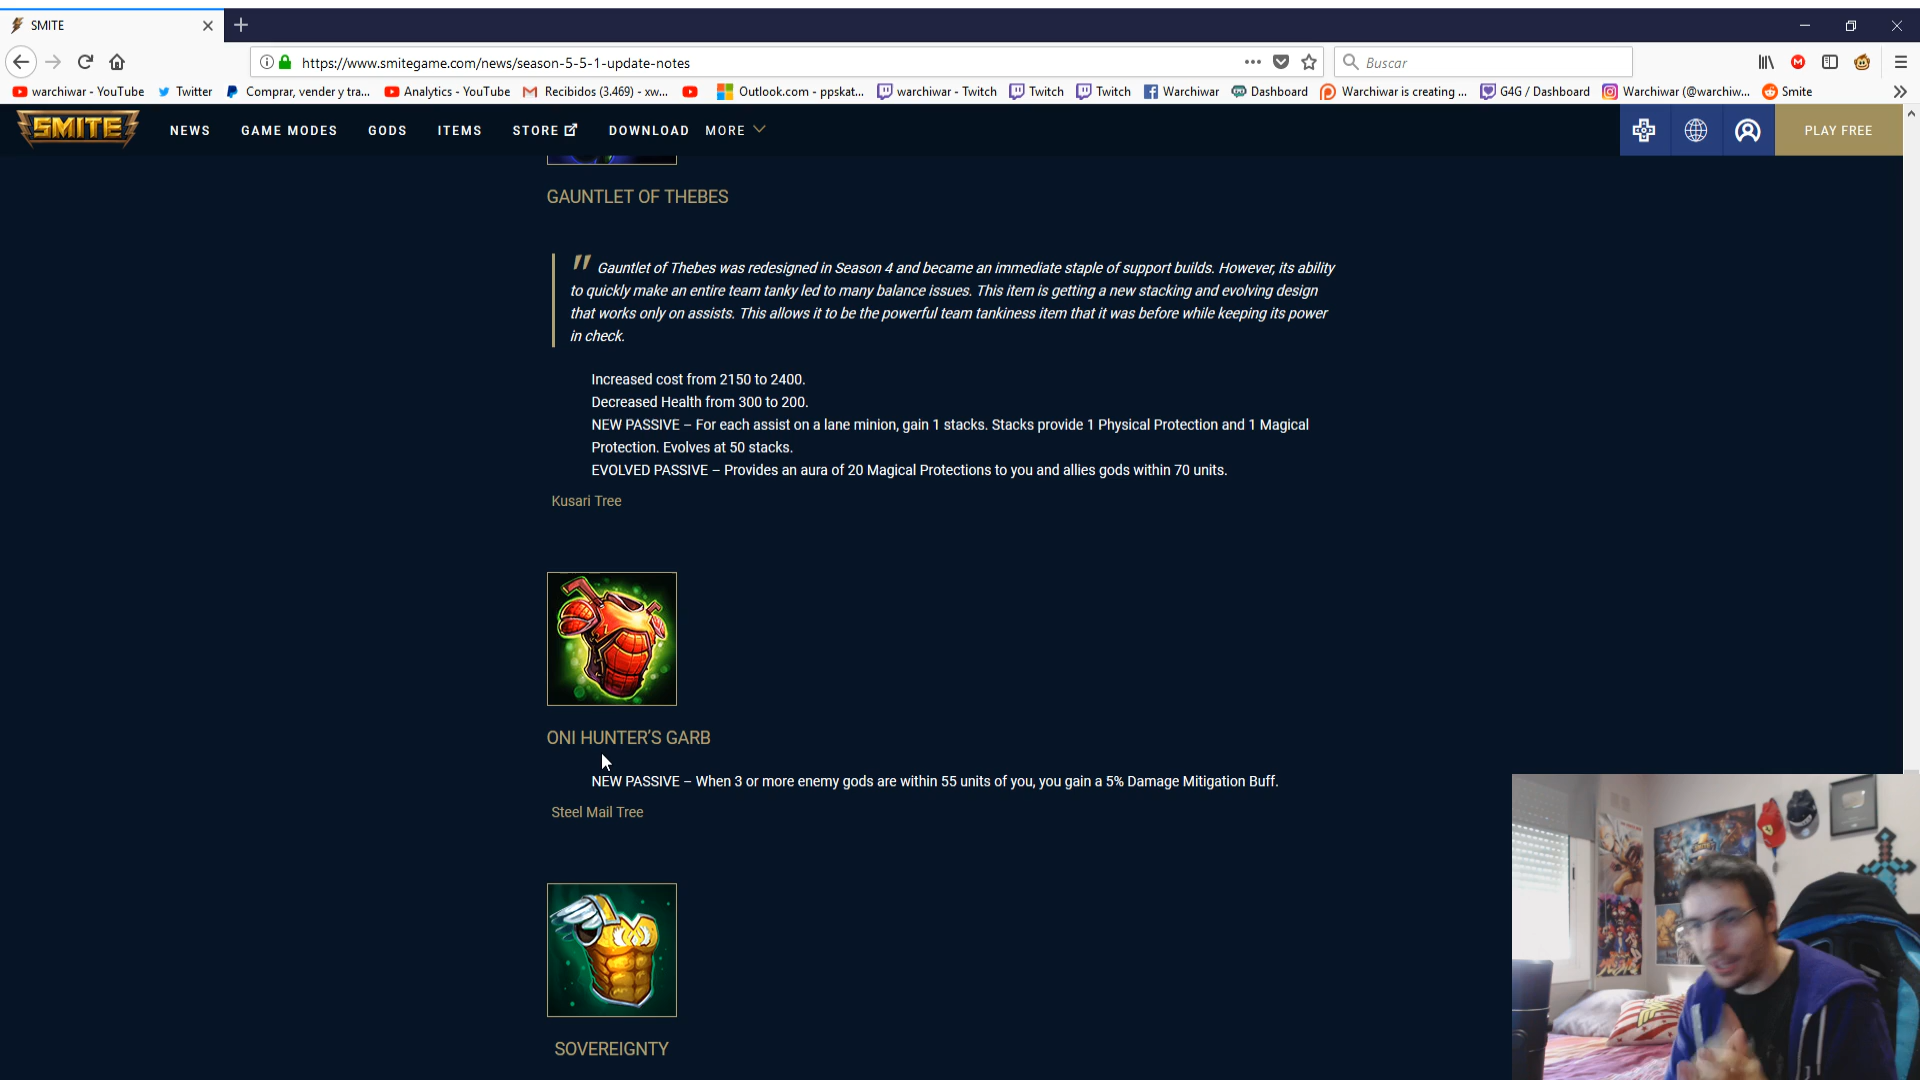 SMITE
https://www.smitegame.com/news/season-5-5-1-update-notes
Buscar
warchiwar - YouTube
Twitter
Comprar, vender y tra...
Analytics - YouTube
Recibidos (3.469) - xw...
Outlook.com - ppskat...
warchiwar - Twitch
Twitch
Twitch
Warchiwar
Dashboard
Warchiwar is creating ...
G4G / Dashboard
Warchiwar (@warchiw...
Smite
SMITE
NEWS
GAME MODES
GODS
ITEMS
STORE
DOWNLOAD
MORE
PLAY FREE
GAUNTLET OF THEBES
" Gauntlet of Thebes was redesigned in Season 4 and became an immediate staple of support builds. However, its ability
to quickly make an entire team tanky led to many balance issues. This item is getting a new stacking and evolving design
that works only on assists. This allows it to be the powerful team tankiness item that it was before while keeping its power
in check.
Increased cost from 2150 to 2400.
Decreased Health from 300 to 200.
NEW PASSIVE – For each assist on a lane minion, gain 1 stacks. Stacks provide 1 Physical Protection and 1 Magical
Protection. Evolves at 50 stacks.
EVOLVED PASSIVE – Provides an aura of 20 Magical Protections to you and allies gods within 70 units.
Kusari Tree
ONI HUNTER'S GARB
NEW PASSIVE – When 3 or more enemy gods are within 55 units of you, you gain a 5% Damage Mitigation Buff.
Steel Mail Tree
SOVEREIGNTY